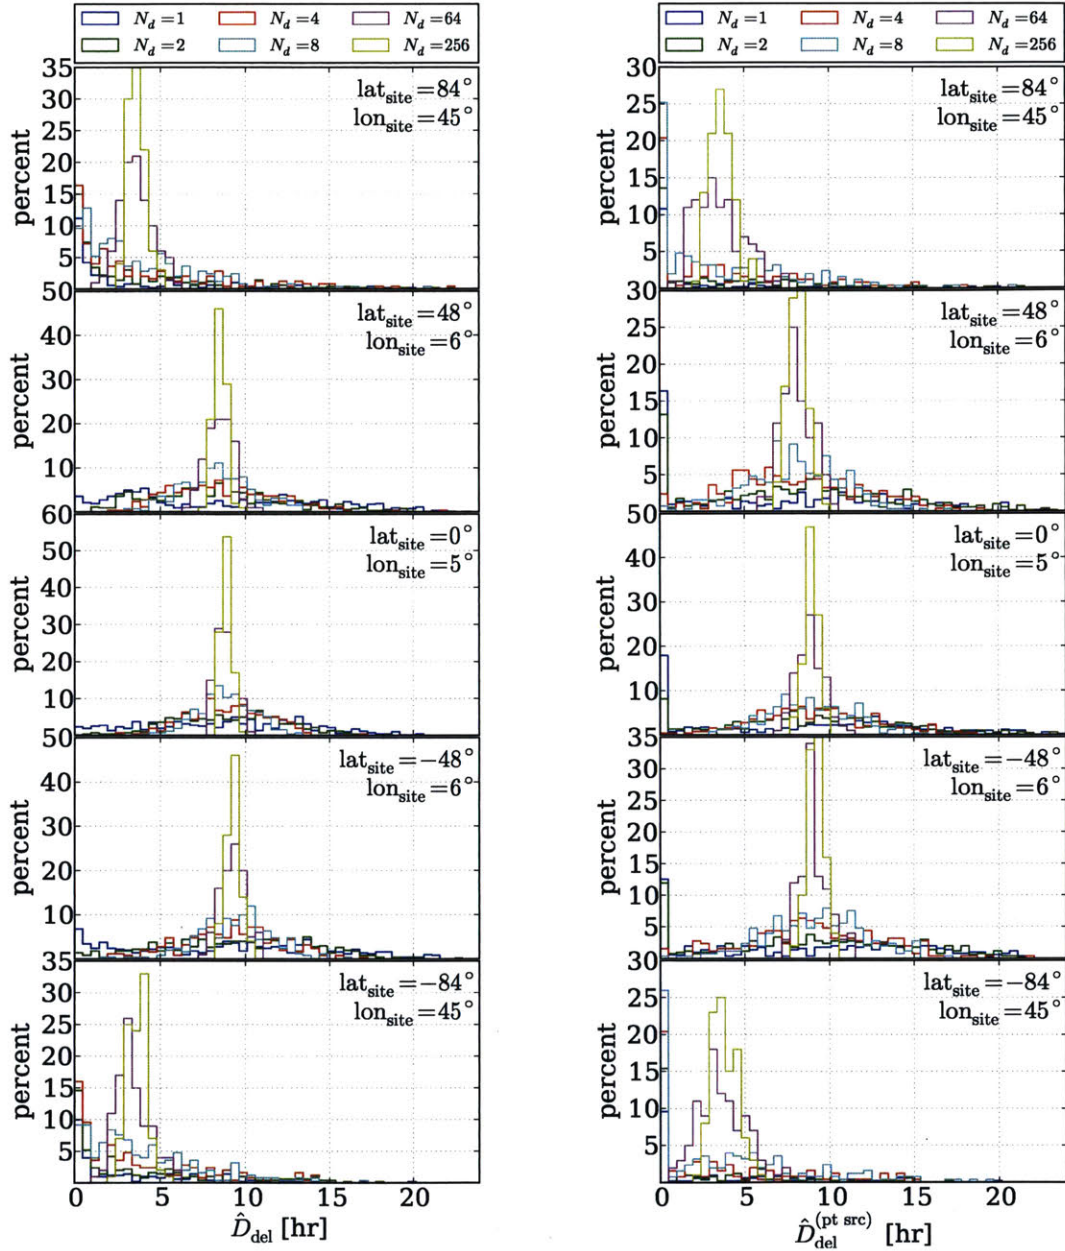 N_d =1 N_d =4 N_d =64
N_d =2 N_d =8 N_d =256
35
30
25
20
15
10
5
percent
lat_site =84°
lon_site =45°
50
40
30
20
10
percent
lat_site =48°
lon_site =6°
60
50
40
30
20
10
percent
lat_site =0°
lon_site =5°
50
40
30
20
10
percent
lat_site =−48°
lon_site =6°
35
30
25
20
15
10
5
percent
lat_site =−84°
lon_site =45°
0 5 10 15 20
D̂_del [hr]
N_d =1 N_d =4 N_d =64
N_d =2 N_d =8 N_d =256
30
25
20
15
10
5
percent
lat_site =84°
lon_site =45°
30
25
20
15
10
5
percent
lat_site =48°
lon_site =6°
50
40
30
20
10
percent
lat_site =0°
lon_site =5°
35
30
25
20
15
10
5
percent
lat_site =−48°
lon_site =6°
30
25
20
15
10
5
percent
lat_site =−84°
lon_site =45°
0 5 10 15 20
D̂_del^(pt src) [hr]